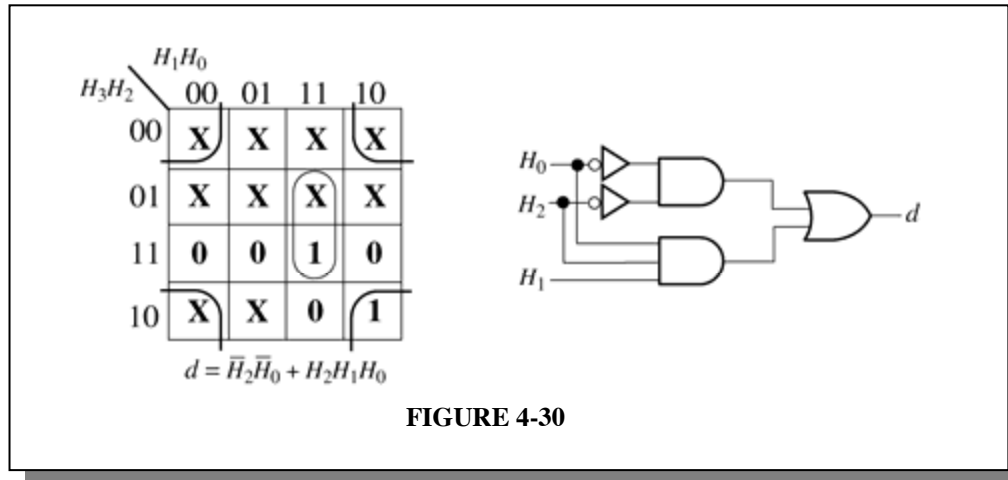 H₁H₀
H₃H₂ 00 01 11 10
00 X X X X
01 X X X X
11 0 0 1 0
10 X X 0 1
d = H̅₂H̅₀ + H₂H₁H₀
H₀
H₂
H₁
d
FIGURE 4-30